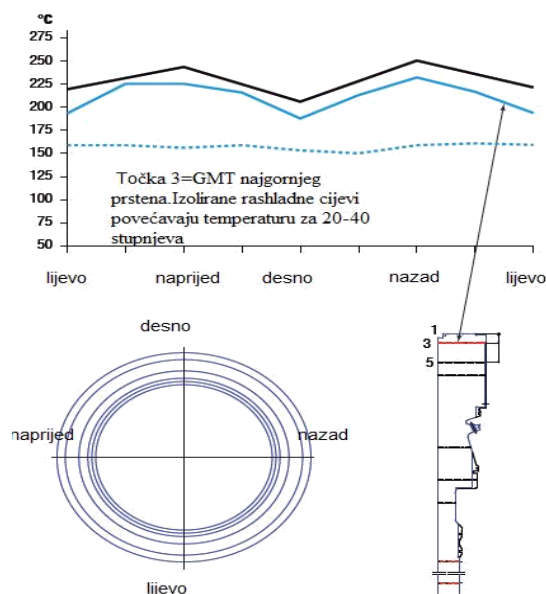 °C
275
250
225
200
175
150
125
100
75
50
Točka 3=GMT najgornjeg
prstena.Izolirane rashladne cijevi
povećavaju temperaturu za 20-40
stupnjeva
lijevo naprijed desno nazad lijevo
desno
naprijed nazad
lijevo
1
3
5